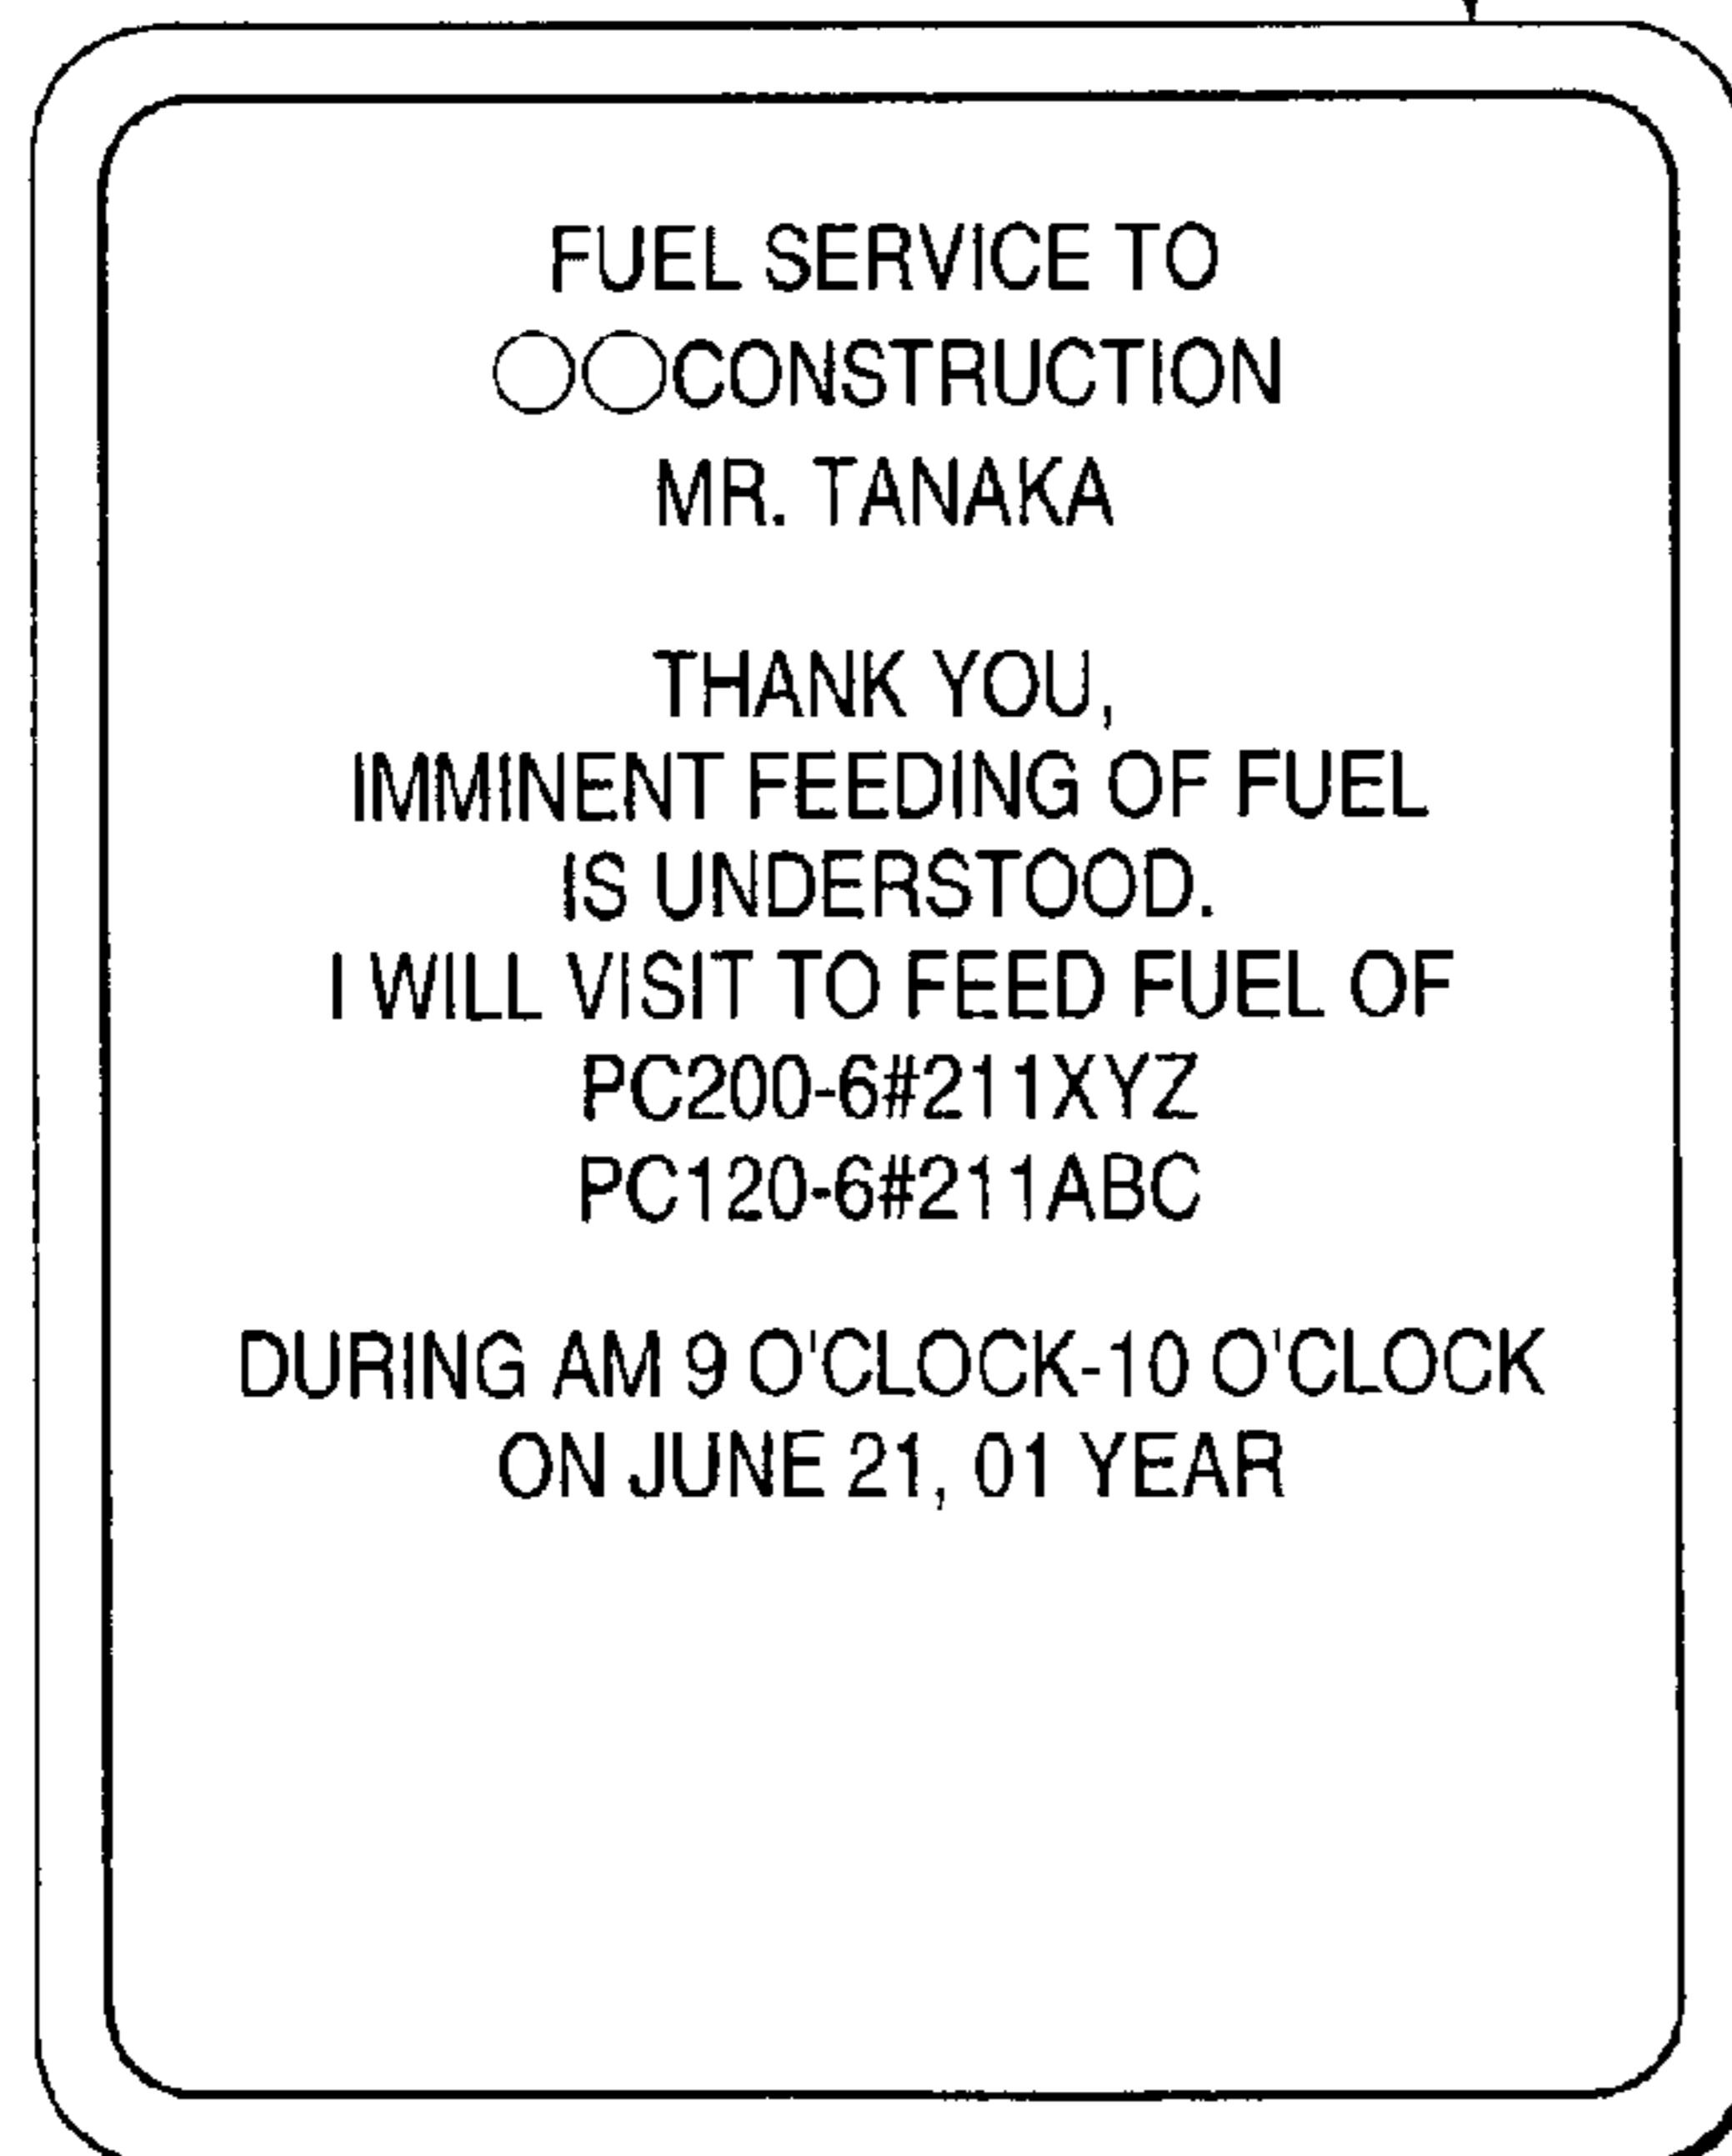 FUEL SERVICE TO
○○CONSTRUCTION
MR. TANAKA
THANK YOU,
IMMINENT FEEDING OF FUEL
IS UNDERSTOOD.
I WILL VISIT TO FEED FUEL OF
PC200-6#211XYZ
PC120-6#211ABC
DURING AM 9 O'CLOCK-10 O'CLOCK
ON JUNE 21, 01 YEAR